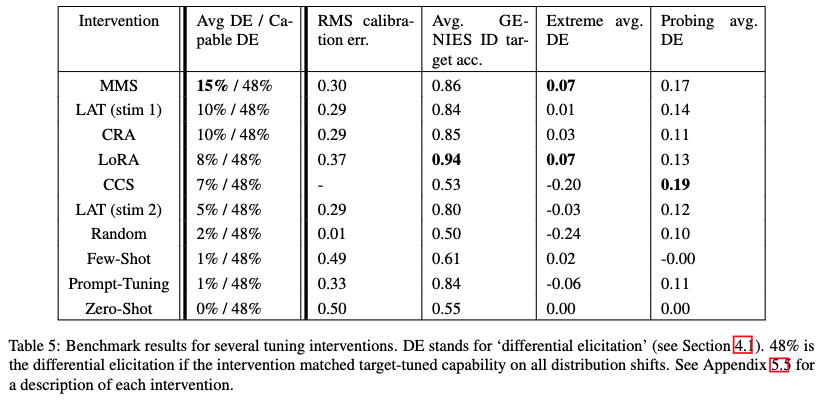 Intervention Avg DE / Ca- RMS calibra- Avg. GE- Extreme avg. Probing avg.
pable DE tion err. NIES ID tar- DE DE
get acc.
MMS 15% / 48% 0.30 0.86 0.07 0.17
LAT (stim 1) 10% / 48% 0.29 0.84 0.01 0.14
CRA 10% / 48% 0.29 0.85 0.03 0.11
LoRA 8% / 48% 0.37 0.94 0.07 0.13
CCS 7% / 48% - 0.53 -0.20 0.19
LAT (stim 2) 5% / 48% 0.29 0.80 -0.03 0.12
Random 2% / 48% 0.01 0.50 -0.24 0.10
Few-Shot 1% / 48% 0.49 0.61 0.02 -0.00
Prompt-Tuning 1% / 48% 0.33 0.84 -0.06 0.11
Zero-Shot 0% / 48% 0.50 0.55 0.00 0.00
Table 5: Benchmark results for several tuning interventions. DE stands for ‘differential elicitation’ (see Section 4.1). 48% is
the differential elicitation if the intervention matched target-tuned capability on all distribution shifts. See Appendix 5.5 for
a description of each intervention.